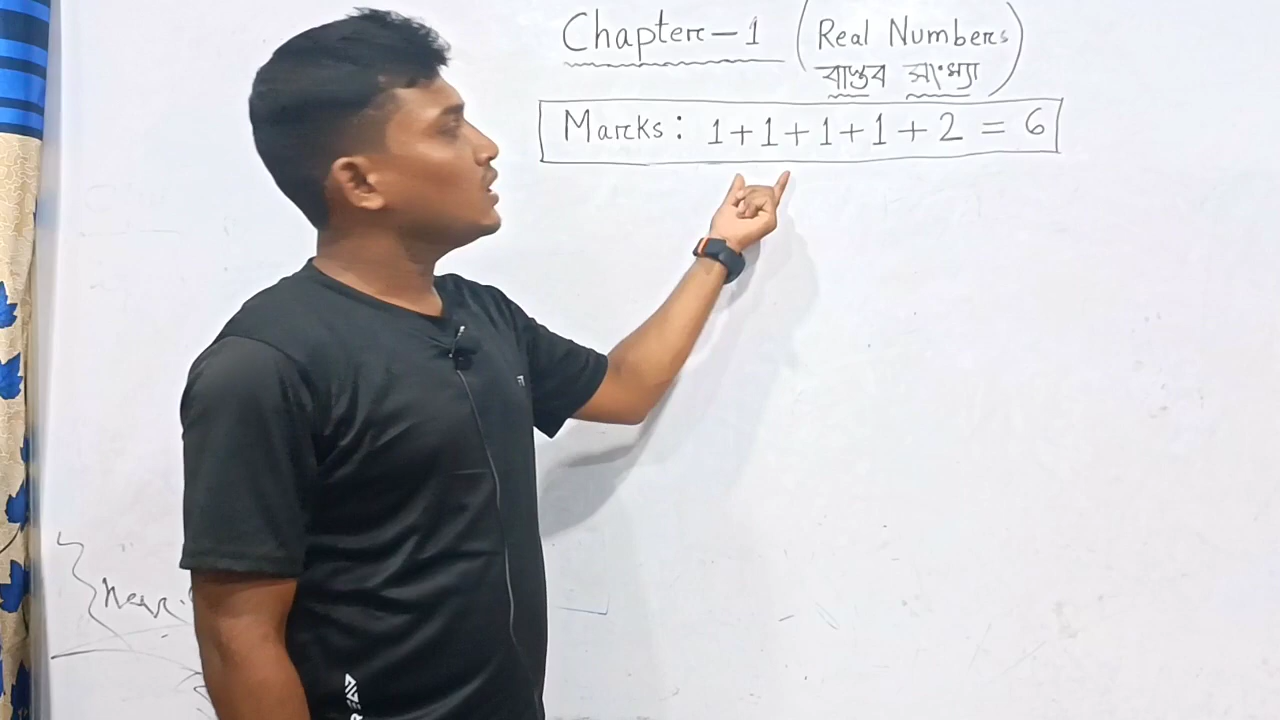 Chapter-1 (Real Numbers
বাস্তব সংখ্যা)
Marks: 1+1+1+1+2 = 6